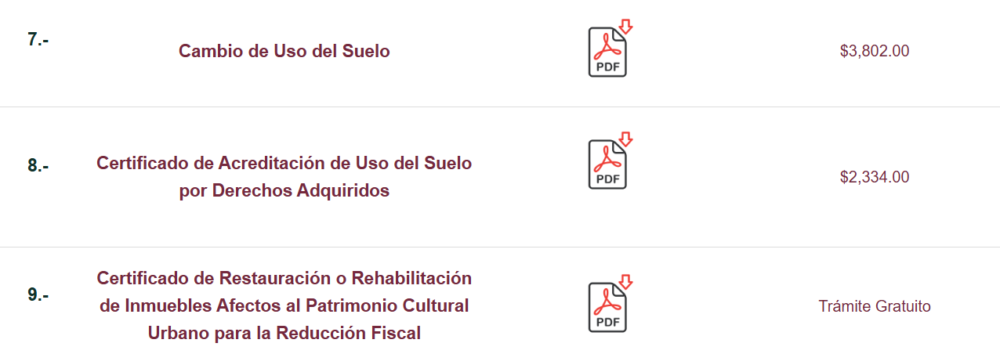 7.-
Cambio de Uso del Suelo
PDF
$3,802.00
8.-
Certificado de Acreditación de Uso del Suelo
por Derechos Adquiridos
PDF
$2,334.00
9.-
Certificado de Restauración o Rehabilitación
de Inmuebles Afectos al Patrimonio Cultural
Urbano para la Reducción Fiscal
PDF
Trámite Gratuito